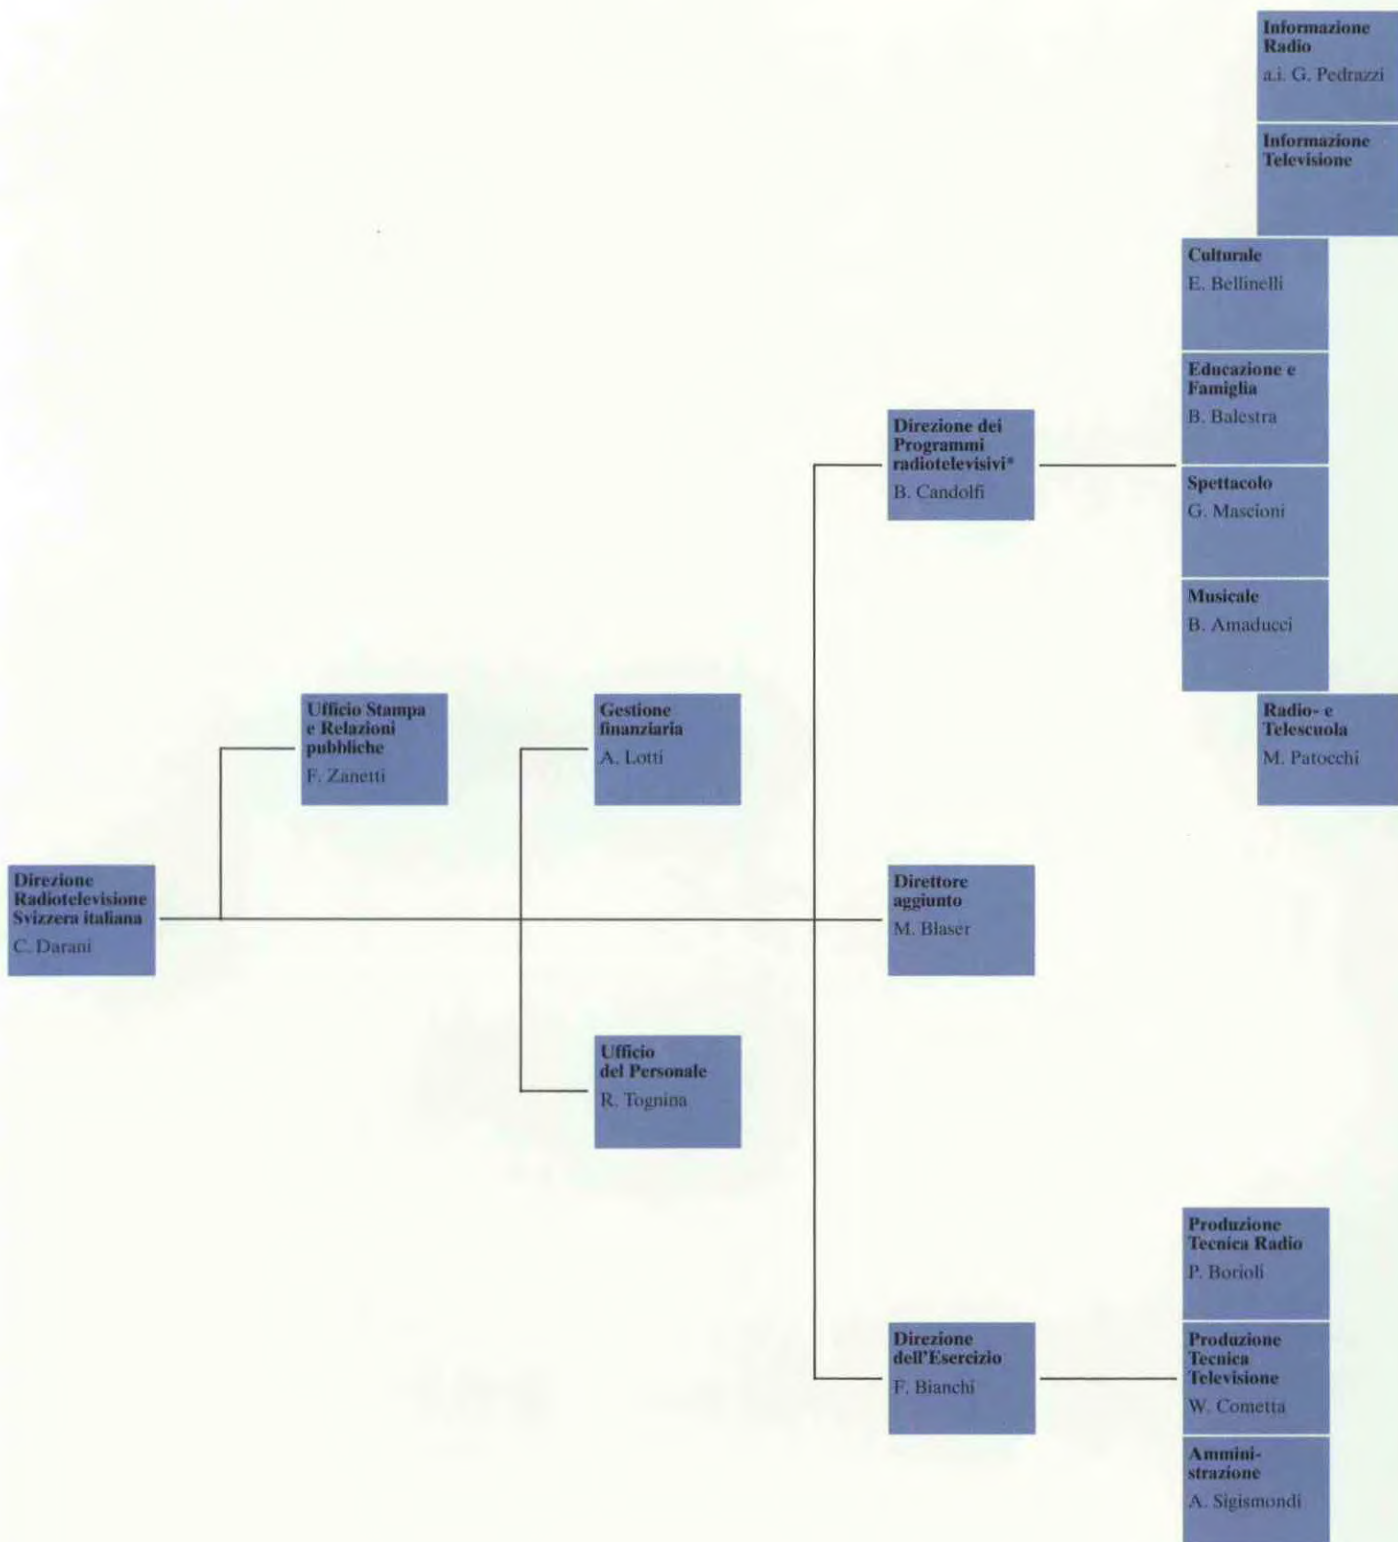 Informazione
Radio
a.i. G. Pedrazzi
Informazione
Televisione
Culturale
E. Bellinelli
Educazione e
Famiglia
B. Balestra
Direzione dei
Programmi
radiotelevisivi*
B. Candolfi
Spettacolo
G. Mascioni
Musicale
B. Amaducci
Ufficio Stampa
e Relazioni
pubbliche
F. Zanetti
Gestione
finanziaria
A. Lotti
Radio- e
Telescuola
M. Patocchi
Direzione
Radiotelevisione
Svizzera italiana
C. Darani
Direttore
aggiunto
M. Blaser
Ufficio
del Personale
R. Tognina
Produzione
Tecnica Radio
P. Borioli
Direzione
dell'Esercizio
F. Bianchi
Produzione
Tecnica
Televisione
W. Cometta
Ammini-
strazione
A. Sigismondi